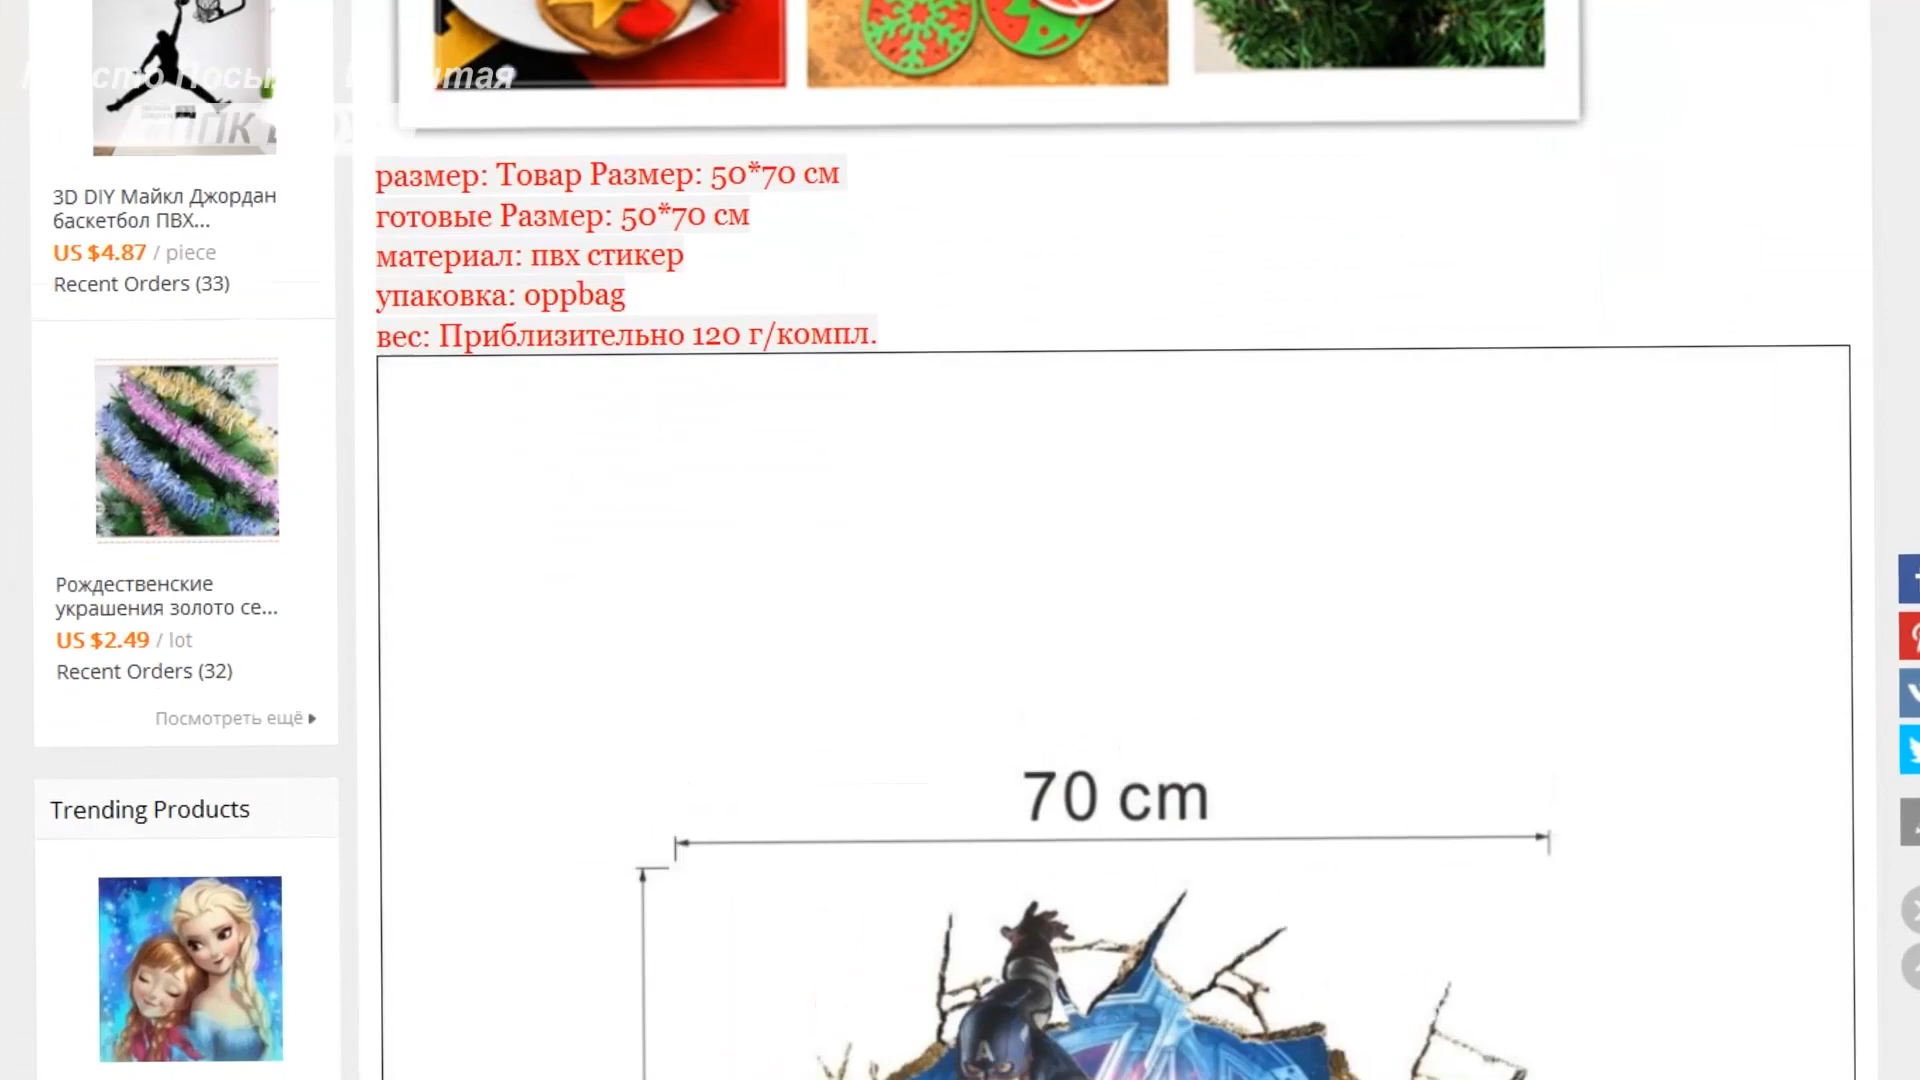 3D DIY Майкл Джордан
баскетбол ПВХ...
US $4.87 / piece
Recent Orders (33)
Рождественские
украшения золото се...
US $2.49 / lot
Recent Orders (32)
Посмотреть ещё
Trending Products
размер: Товар Размер: 50*70 см
готовые Размер: 50*70 см
материал: пвх стикер
упаковка: oppbag
вес: Приблизительно 120 г/компл.
70 cm
A